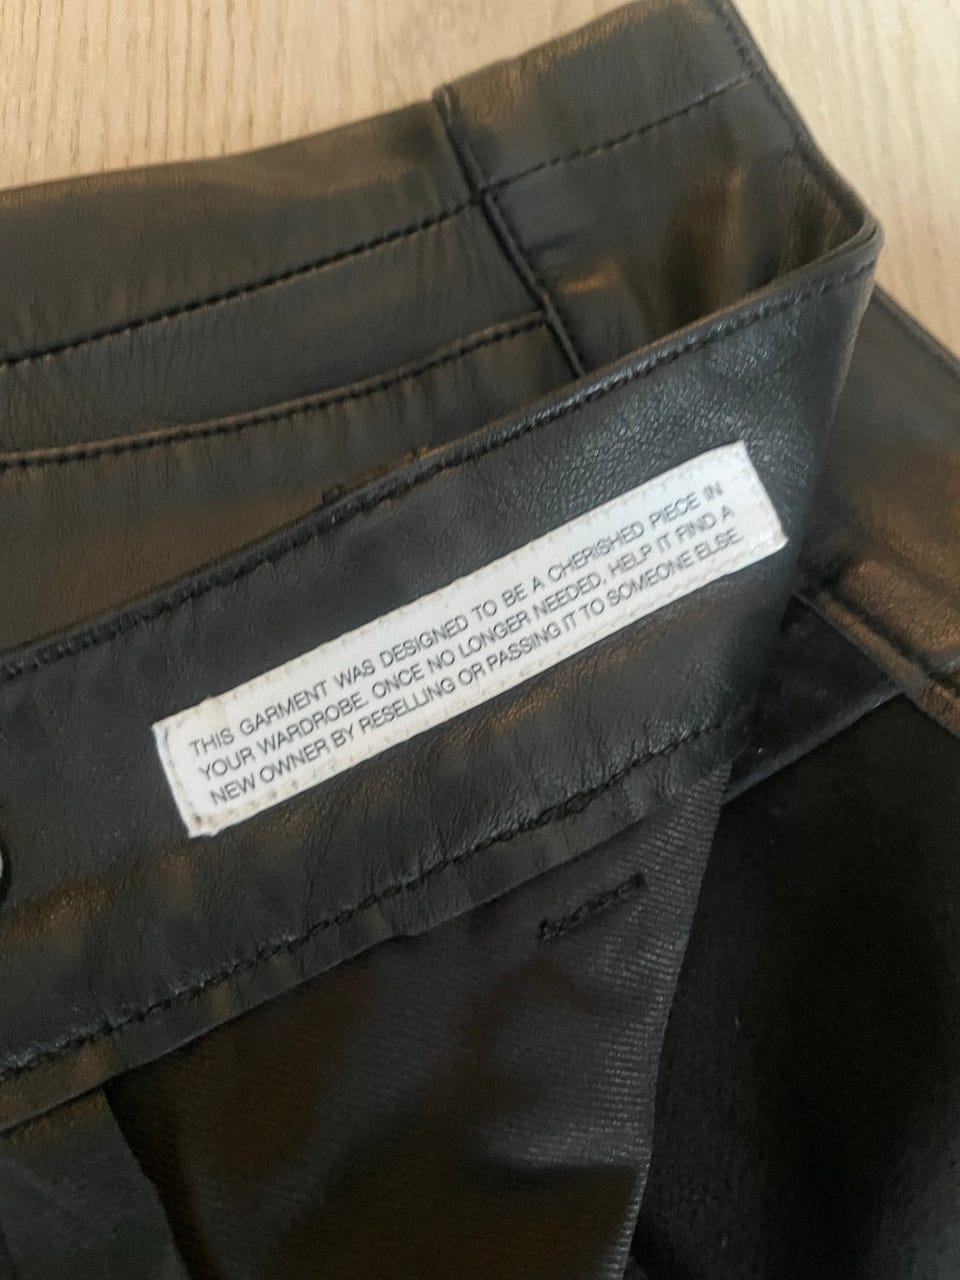 THIS GARMENT WAS DESIGNED TO BE A CHERISHED PIECE IN
YOUR WARDROBE. ONCE NO LONGER NEEDED, HELP IT FIND A
NEW OWNER BY RESELLING OR PASSING IT TO SOMEONE ELSE.